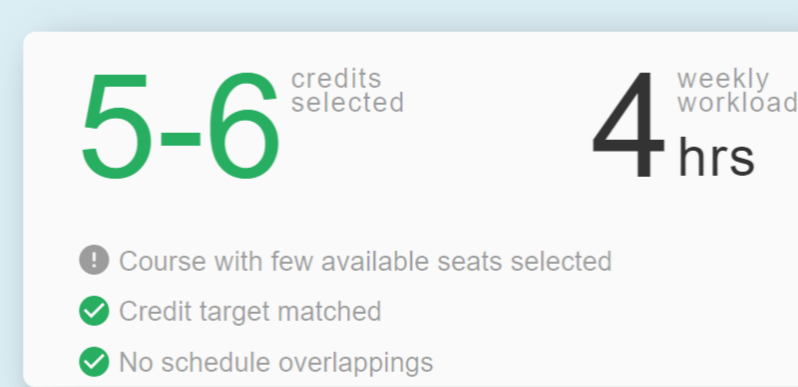 5-6 credits
selected
4 weekly
workload
hrs
Course with few available seats selected
Credit target matched
No schedule overlappings